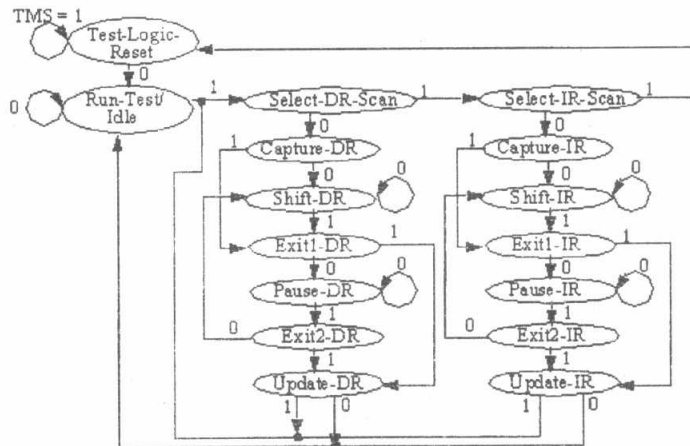 TMS = 1
Test-Logic-
Reset
0
0
Run-Test/
Idle
1
Select-DR-Scan
1
Select-IR-Scan
1
0
0
1
Capture-DR
1
Capture-IR
0
0
0
0
Shift-DR
Shift-IR
1
1
Exit1-DR
1
Exit1-IR
1
0
0
0
0
Pause-DR
Pause-IR
1
1
0
Exit2-DR
0
Exit2-IR
1
1
Update-DR
Update-IR
1
0
1
0